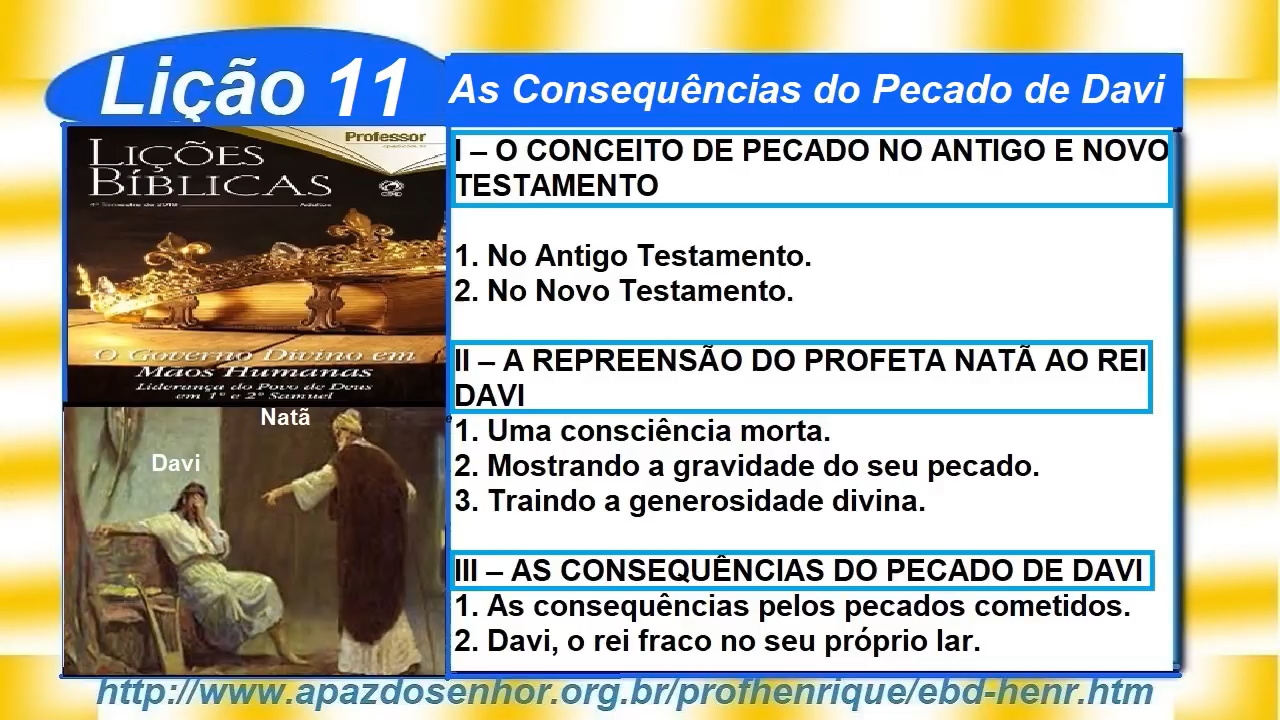 Lição 11
As Consequências do Pecado de Davi
Professor
LIÇÕES
BÍBLICAS
Adultos
CPAD
O Governo Divino em
Mãos Humanas
Liderança do Povo de Deus
em 1º e 2º Samuel
Natã
Davi
I – O CONCEITO DE PECADO NO ANTIGO E NOVO
TESTAMENTO
1. No Antigo Testamento.
2. No Novo Testamento.
II – A REPREENSÃO DO PROFETA NATÃ AO REI
DAVI
1. Uma consciência morta.
2. Mostrando a gravidade do seu pecado.
3. Traindo a generosidade divina.
III – AS CONSEQUÊNCIAS DO PECADO DE DAVI
1. As consequências pelos pecados cometidos.
2. Davi, o rei fraco no seu próprio lar.
http://www.apazdosenhor.org.br/profhenrique/ebd-henr.htm